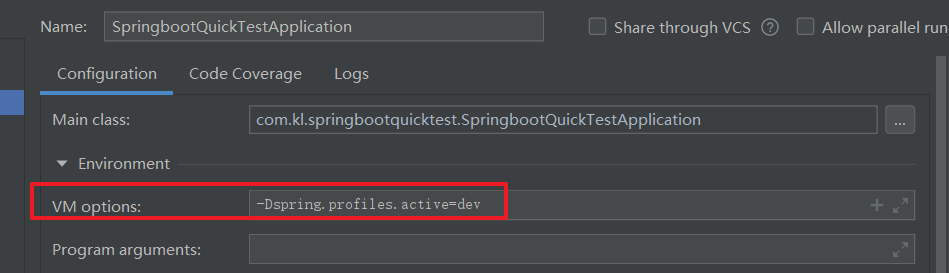 Name: SpringbootQuickTestApplication Share through VCS ? Allow parallel run
Configuration Code Coverage Logs
Main class: com.kl.springbootquicktest.SpringbootQuickTestApplication ...
Environment
VM options: -Dspring.profiles.active=dev
Program arguments: